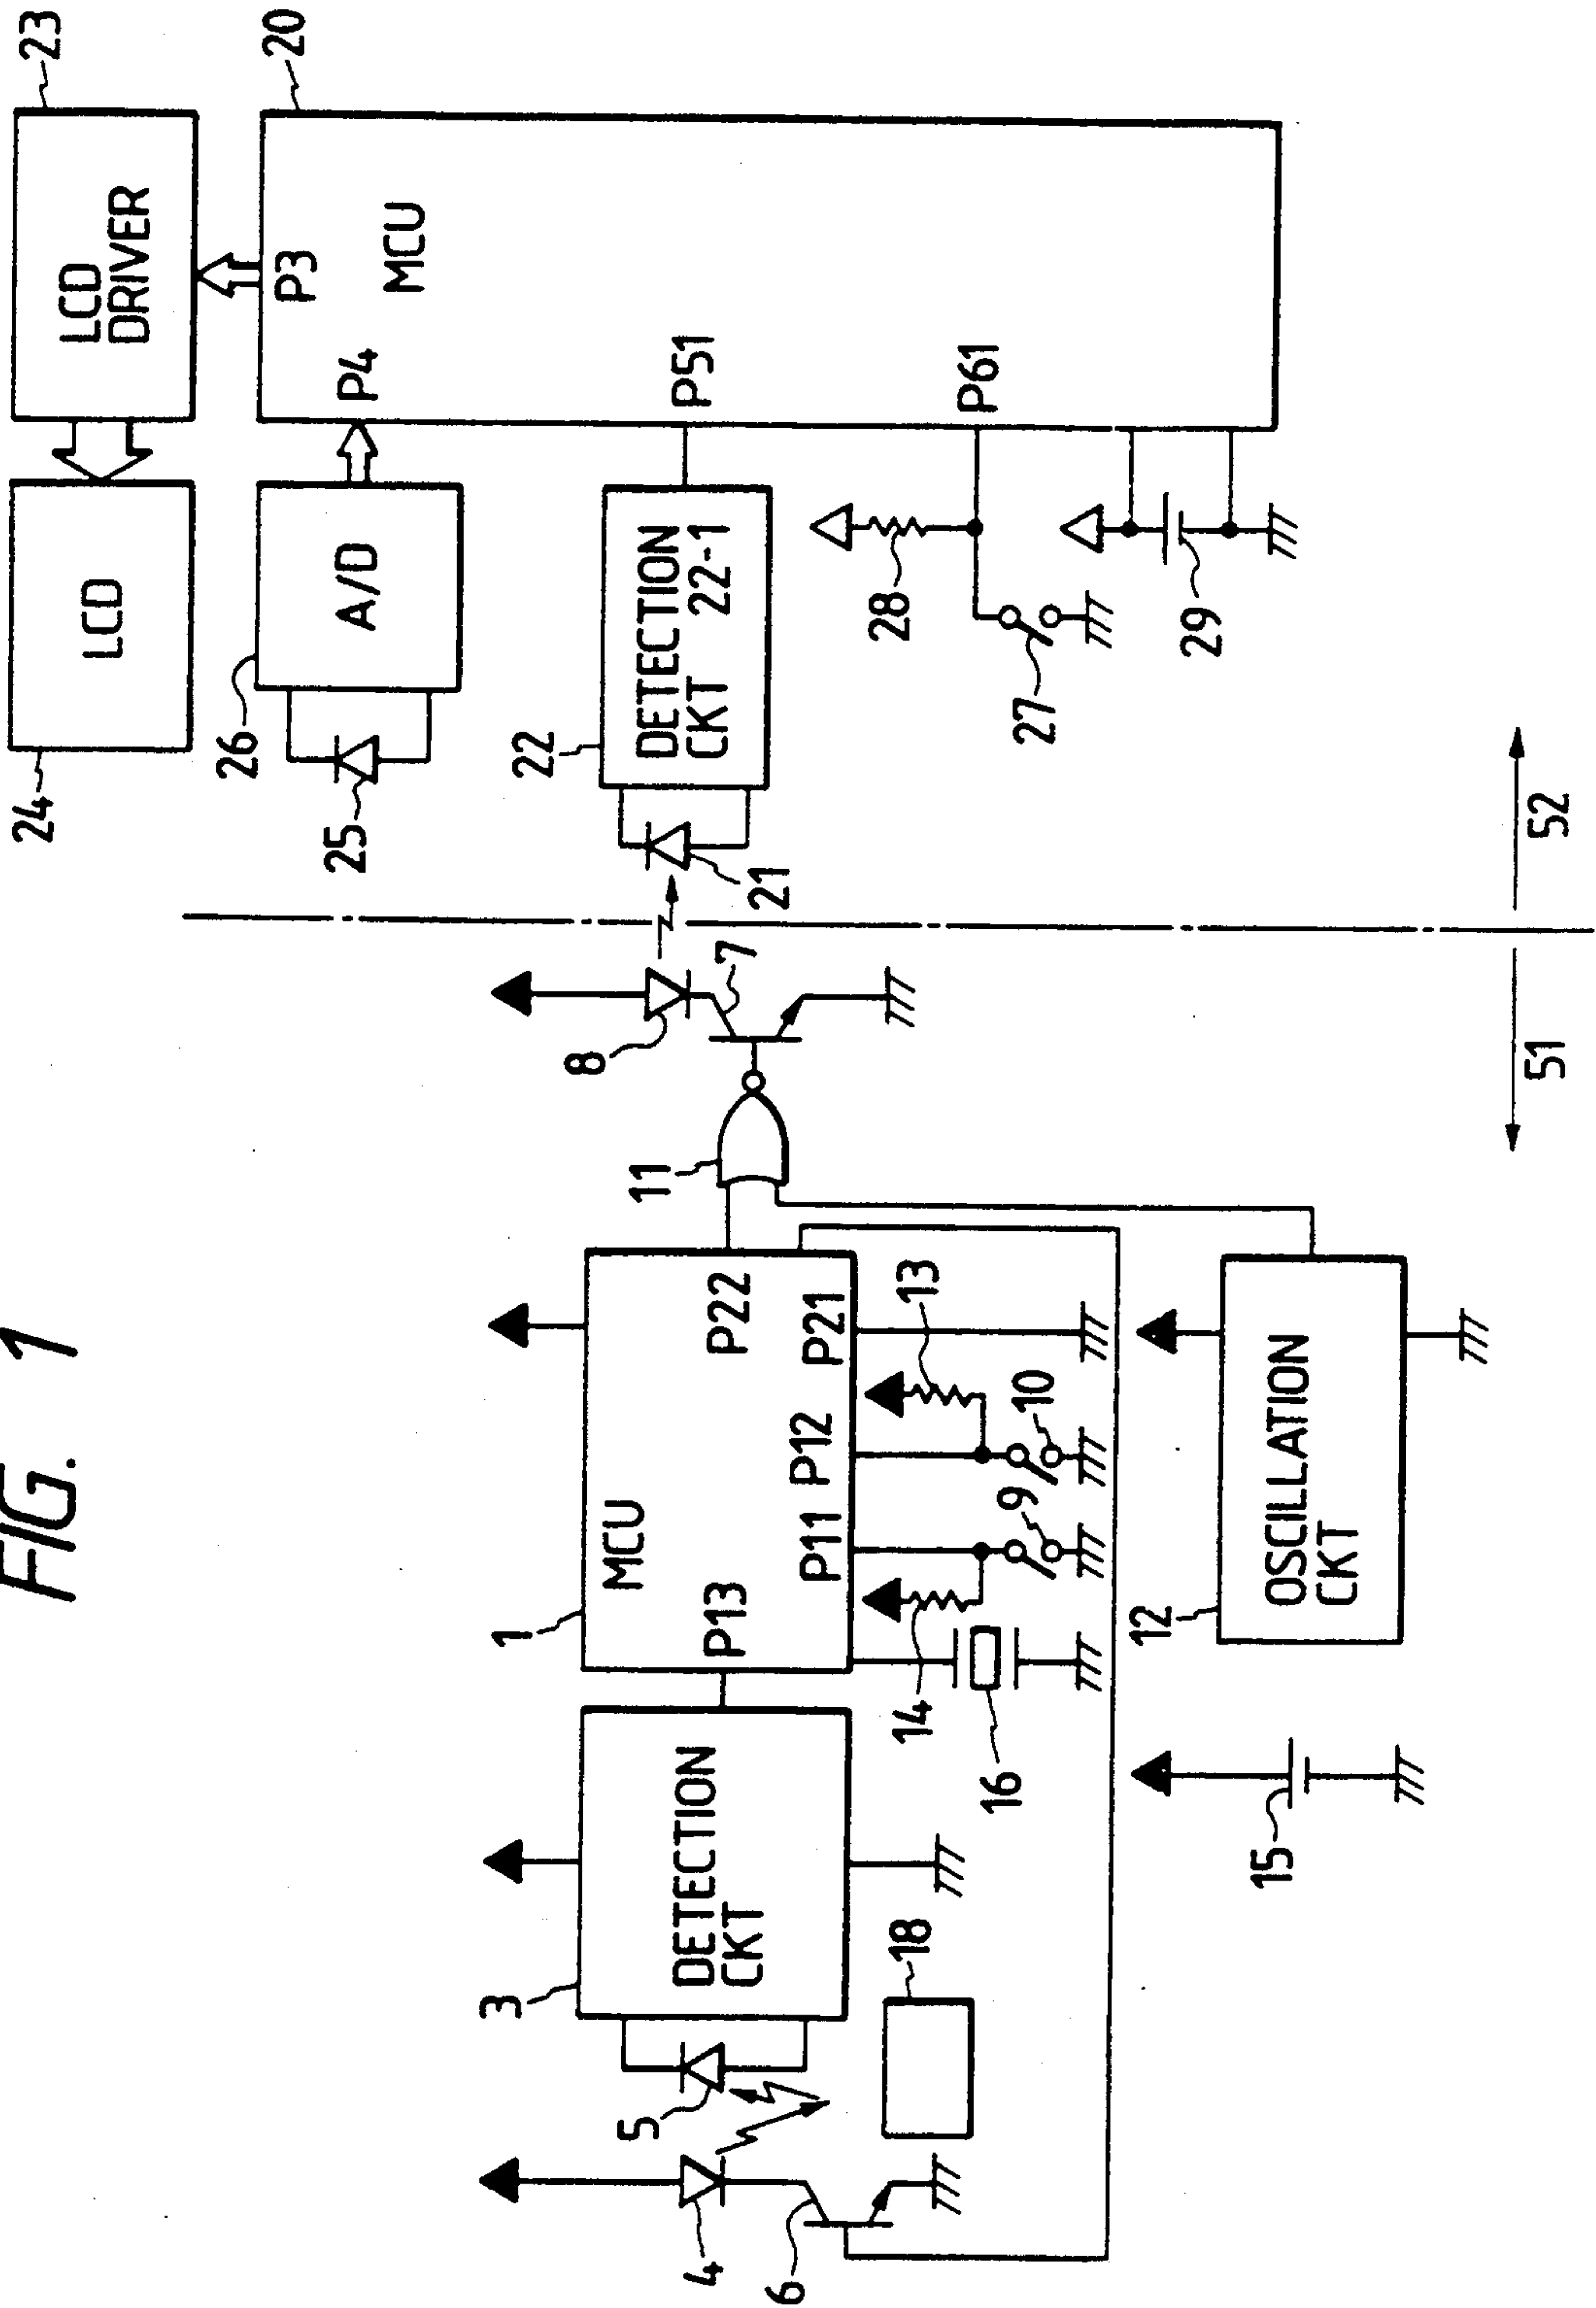 FIG. 1
23
20
LCD
DRIVER
P3
MCU
P4
P51
P61
LCD
24
A/D
26
25
DETECTION
CKT 22-1
22
21
28
27
29
52
51
8
7
11
MCU
1
P13
P22
P21
P12
P11
13
10
9
14
16
OSCILLATION
CKT
12
15
DETECTION
CKT
3
5
18
4
6